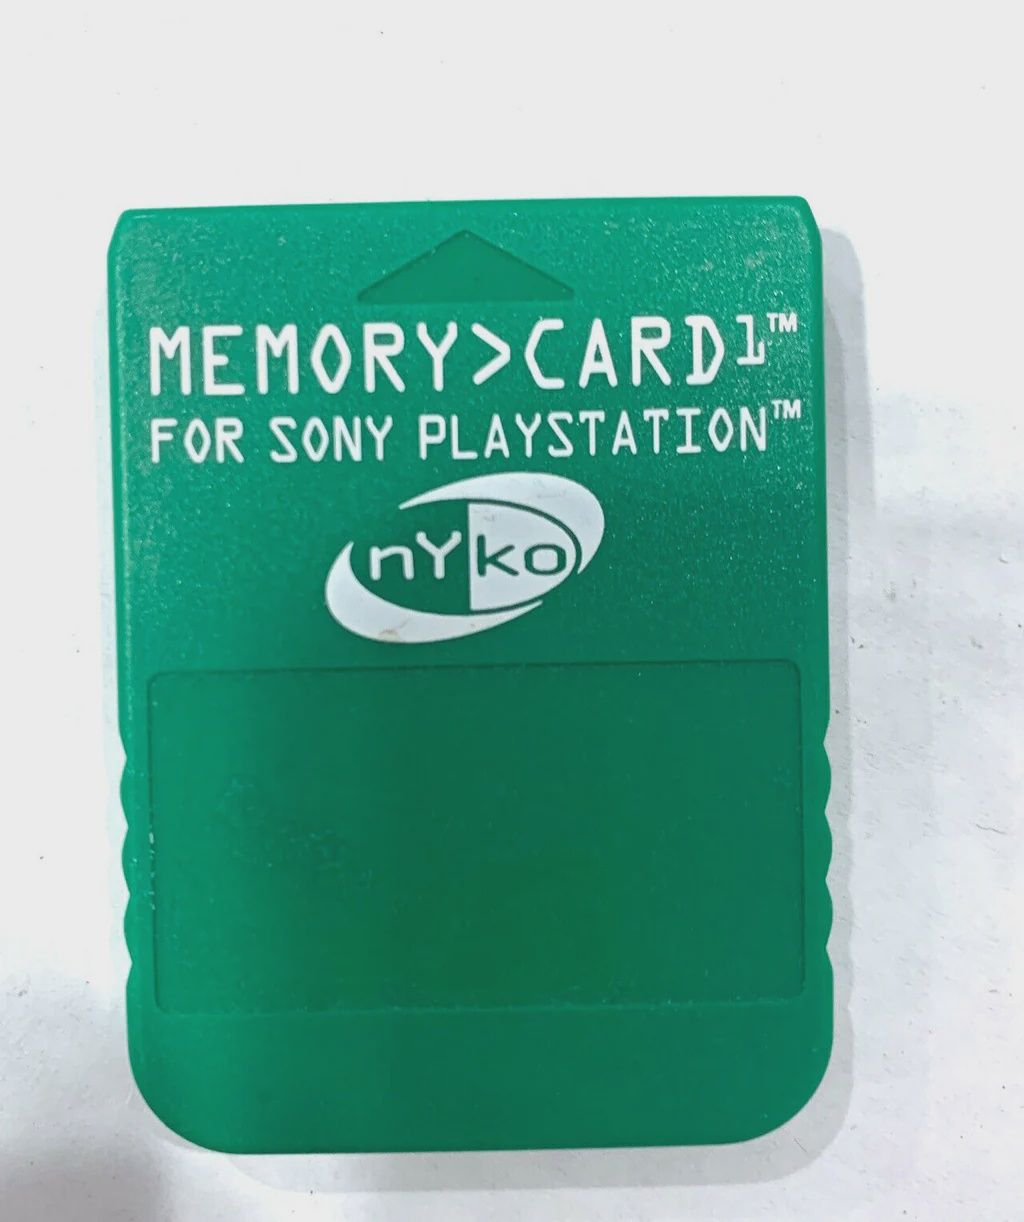 MEMORY>CARD1™
FOR SONY PLAYSTATION™
nYko